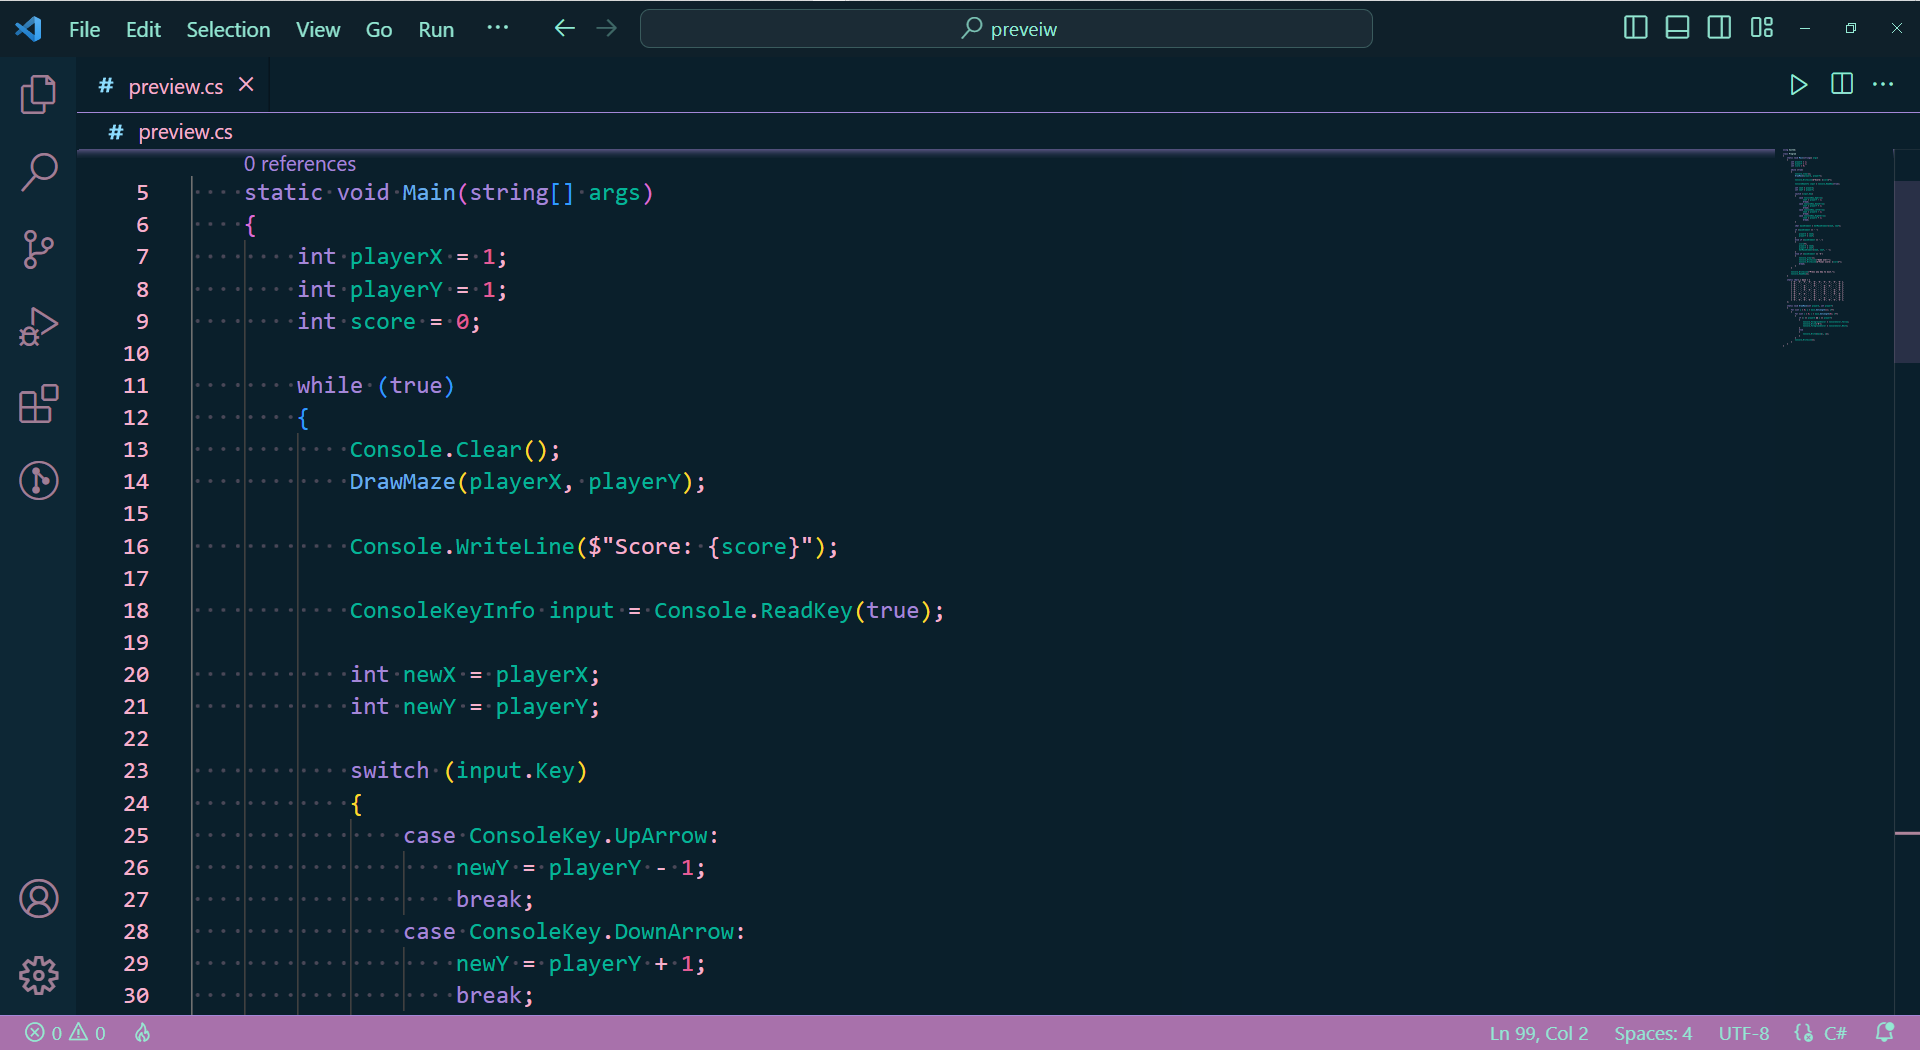 File Edit Selection View Go Run ··· preveiw
# preview.cs
# preview.cs
0 references
5 static void Main(string[] args)
6 {
7 int playerX = 1;
8 int playerY = 1;
9 int score = 0;
10
11 while (true)
12 {
13 Console.Clear();
14 DrawMaze(playerX, playerY);
15
16 Console.WriteLine($"Score: {score}");
17
18 ConsoleKeyInfo input = Console.ReadKey(true);
19
20 int newX = playerX;
21 int newY = playerY;
22
23 switch (input.Key)
24 {
25 case ConsoleKey.UpArrow:
26 newY = playerY - 1;
27 break;
28 case ConsoleKey.DownArrow:
29 newY = playerY + 1;
30 break;
0 0 Ln 99, Col 2 Spaces: 4 UTF-8 {} C#